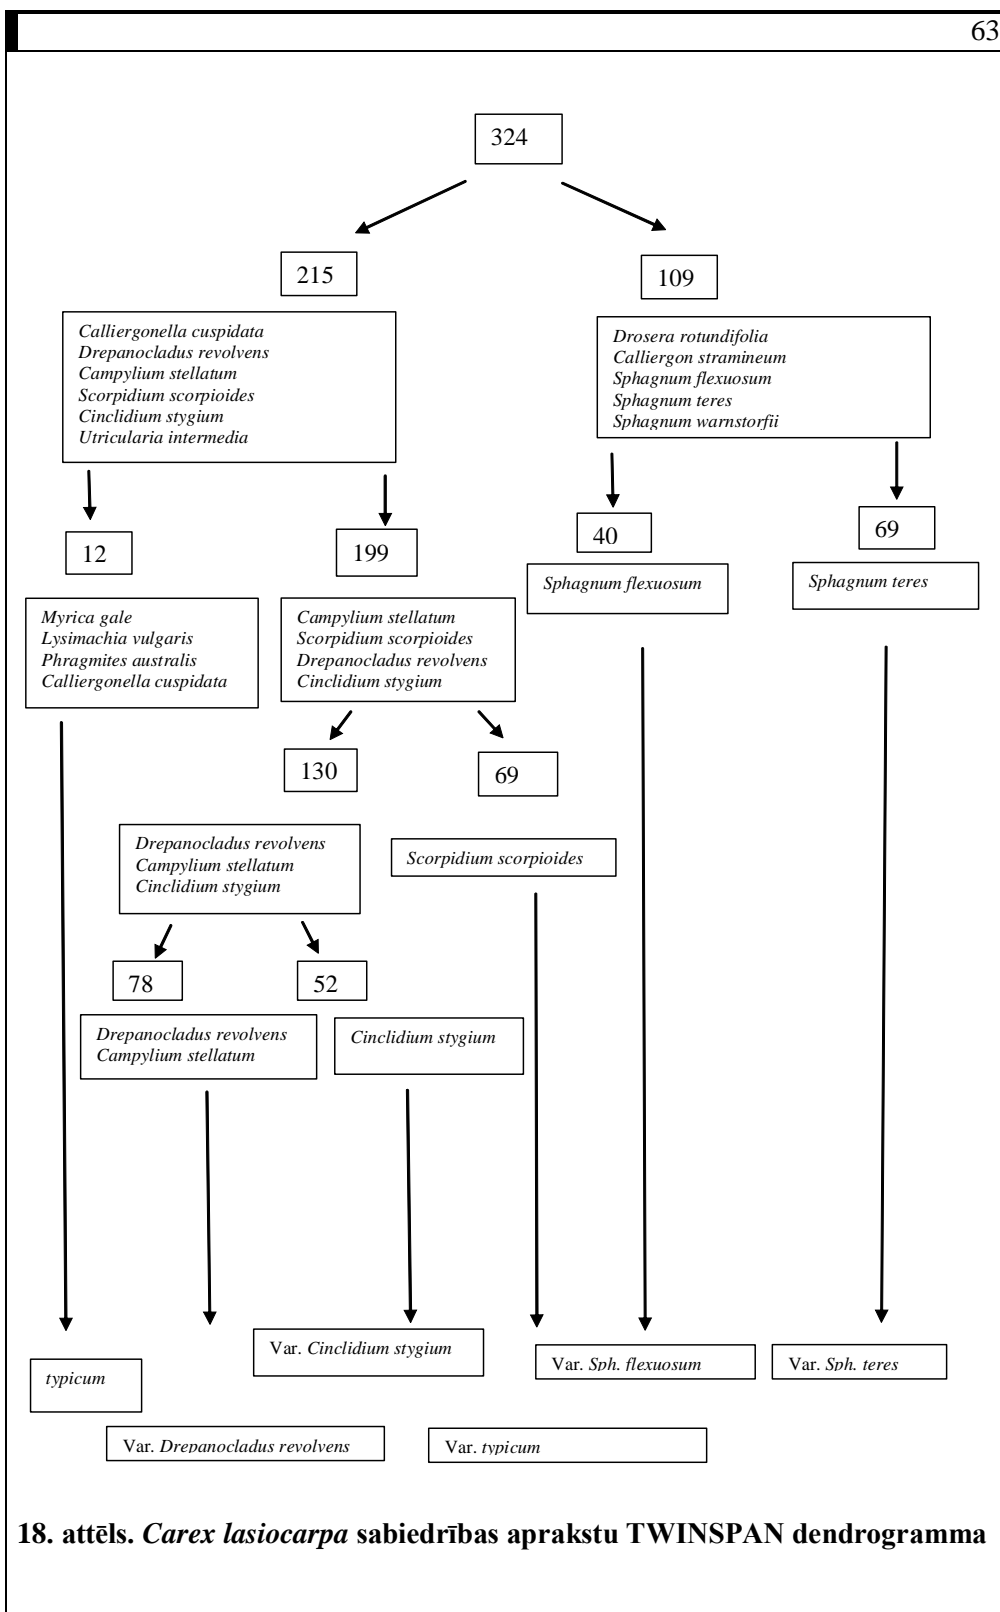 63
324
215
109
Calliergonella cuspidata
Drepanocladus revolvens
Campylium stellatum
Scorpidium scorpioides
Cinclidium stygium
Utricularia intermedia
Drosera rotundifolia
Calliergon stramineum
Sphagnum flexuosum
Sphagnum teres
Sphagnum warnstorfii
12
199
40
69
Myrica gale
Lysimachia vulgaris
Phragmites australis
Calliergonella cuspidata
Campylium stellatum
Scorpidium scorpioides
Drepanocladus revolvens
Cinclidium stygium
Sphagnum flexuosum
Sphagnum teres
130
69
Drepanocladus revolvens
Campylium stellatum
Cinclidium stygium
Scorpidium scorpioides
78
52
Drepanocladus revolvens
Campylium stellatum
Cinclidium stygium
typicum
Var. Cinclidium stygium
Var. Sph. flexuosum
Var. Sph. teres
Var. Drepanocladus revolvens
Var. typicum
18. attēls. Carex lasiocarpa sabiedrības aprakstu TWINSPAN dendrogramma